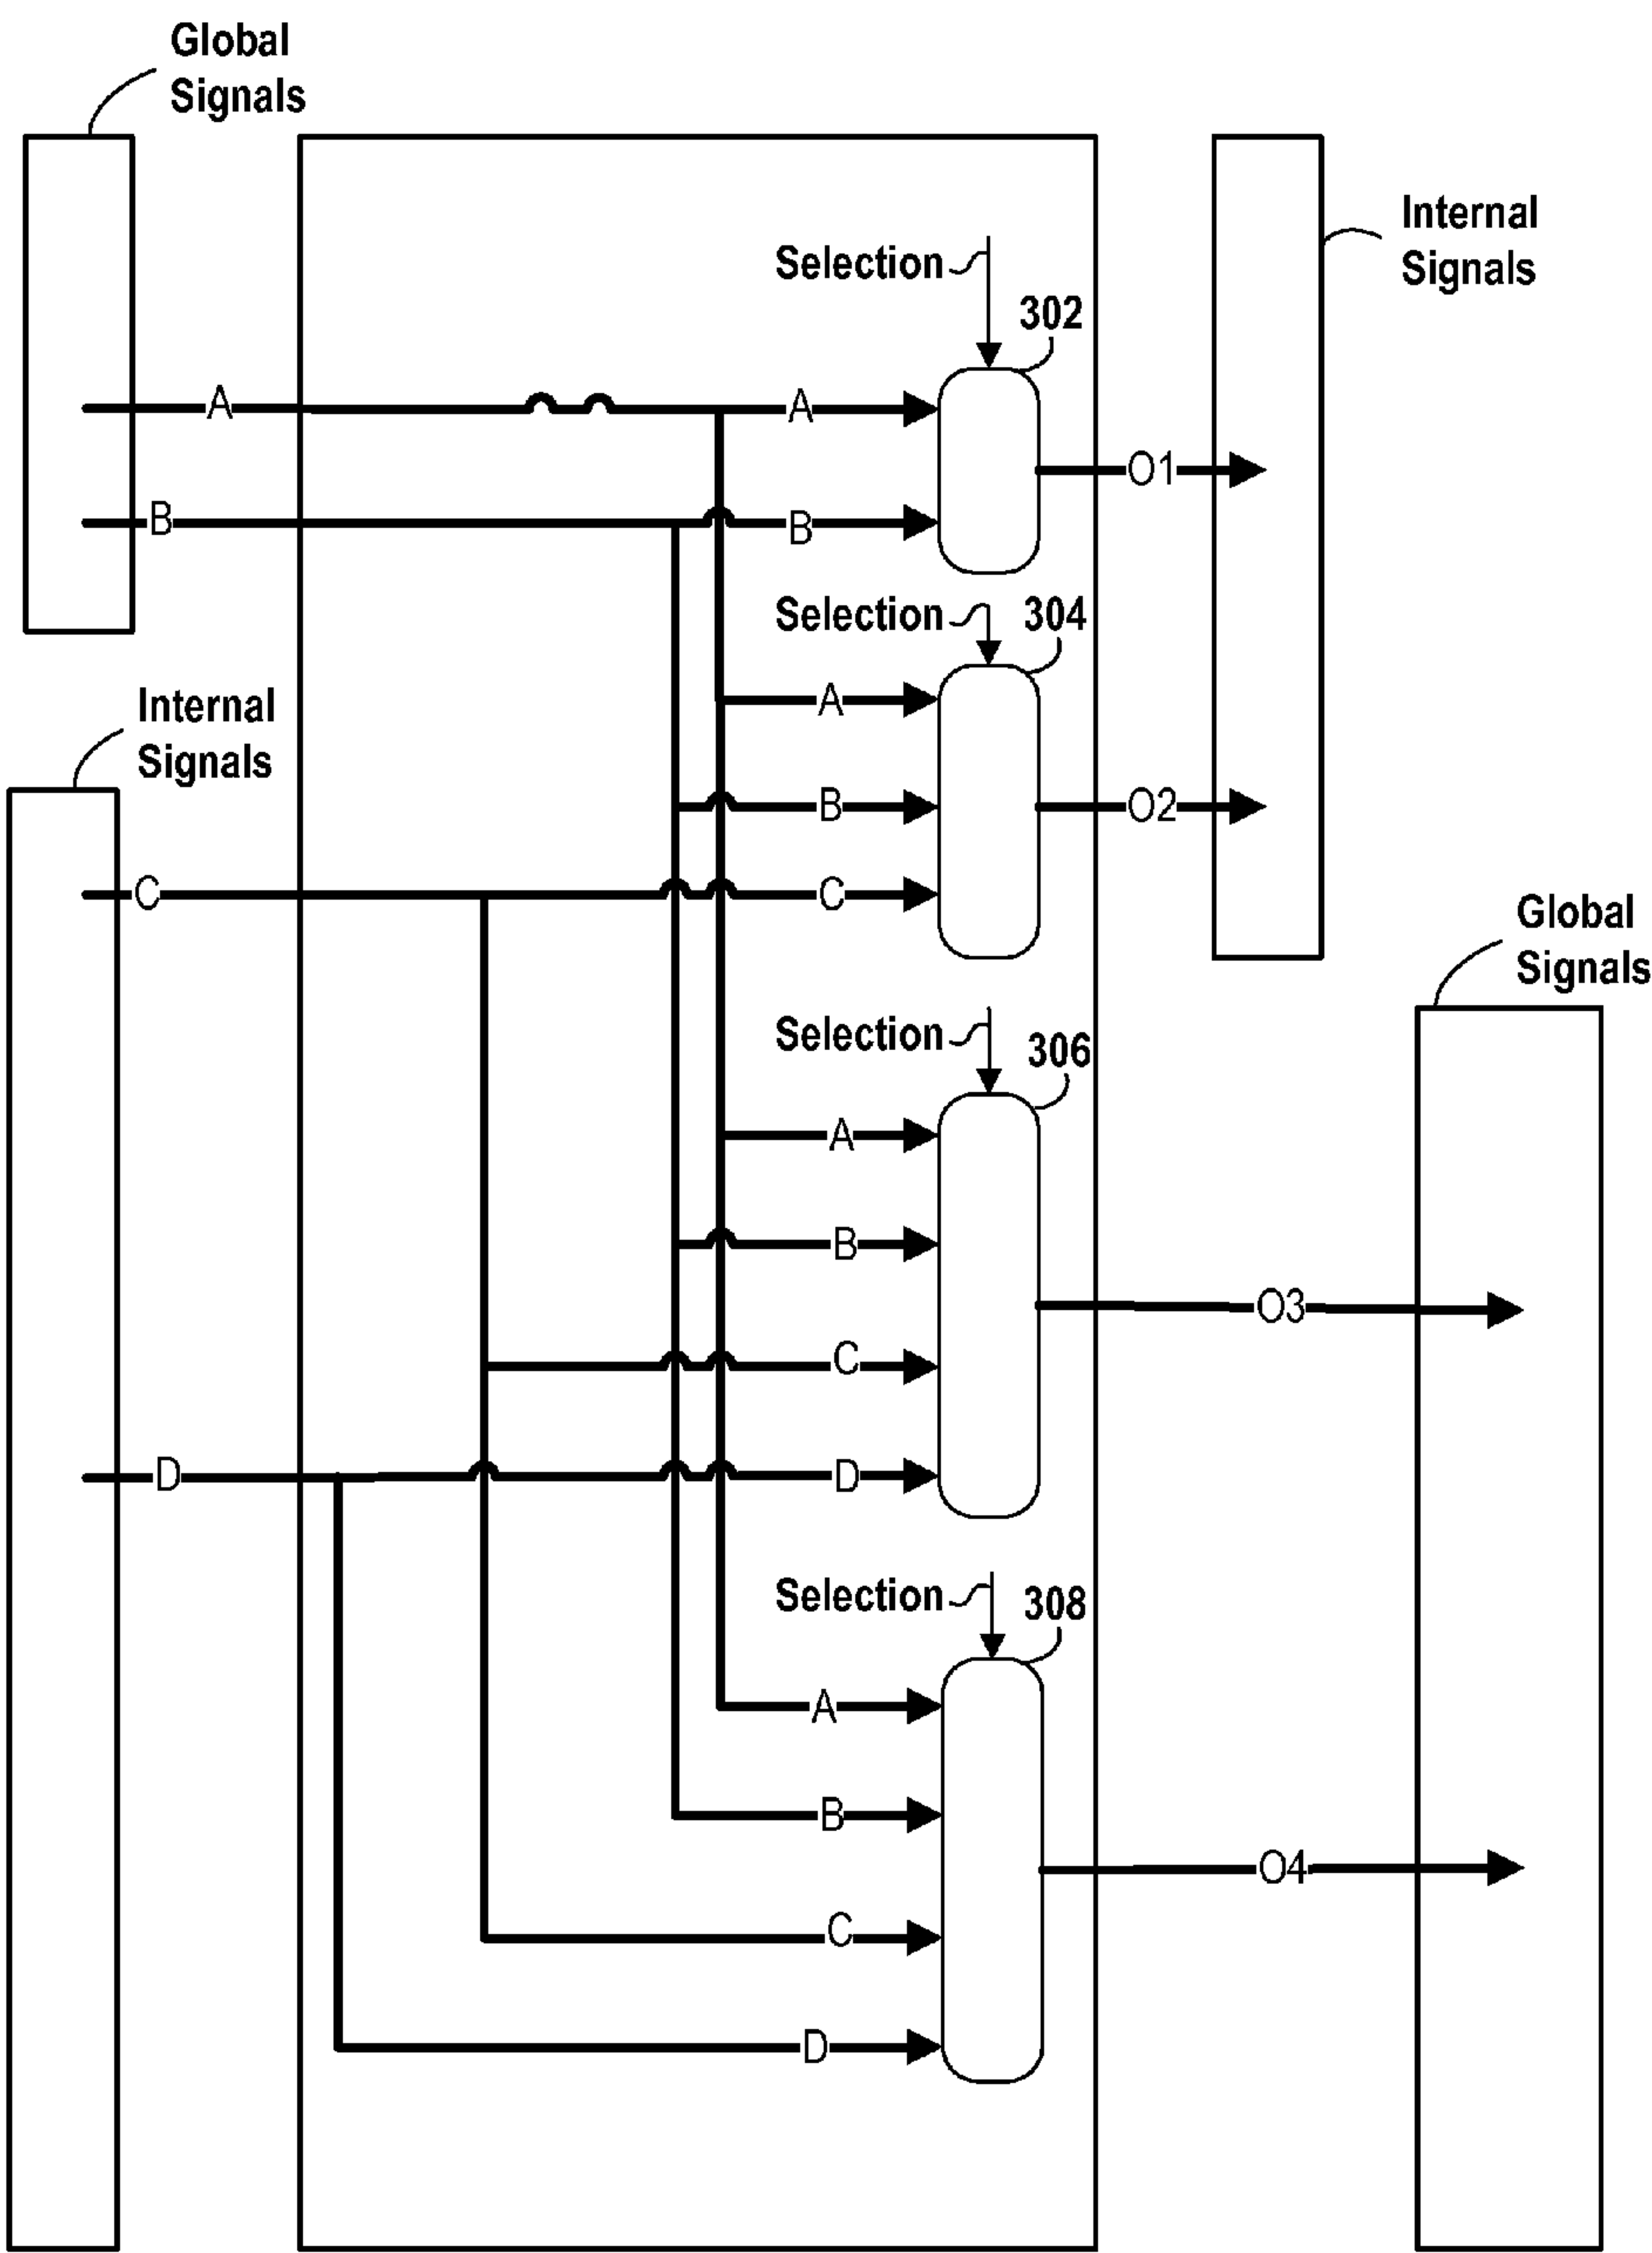 Global
Signals
Internal
Signals
Selection
302
A
A
O1
B
B
Selection
304
Internal
Signals
A
B
O2
C
C
Global
Signals
Selection
306
A
B
O3
C
D
D
Selection
308
A
B
O4
C
D